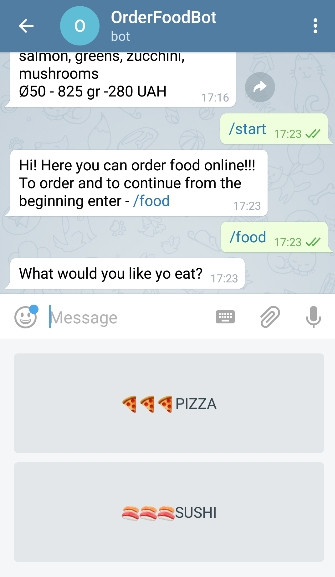 OrderFoodBot
O
bot
salmon, greens, zucchini,
mushrooms
Ø50 - 825 gr -280 UAH
17:16
/start 17:23
Hi! Here you can order food online!!!
To order and to continue from the
beginning enter - /food
17:23
/food 17:23
What would you like yo eat? 17:23
Message
PIZZA
SUSHI